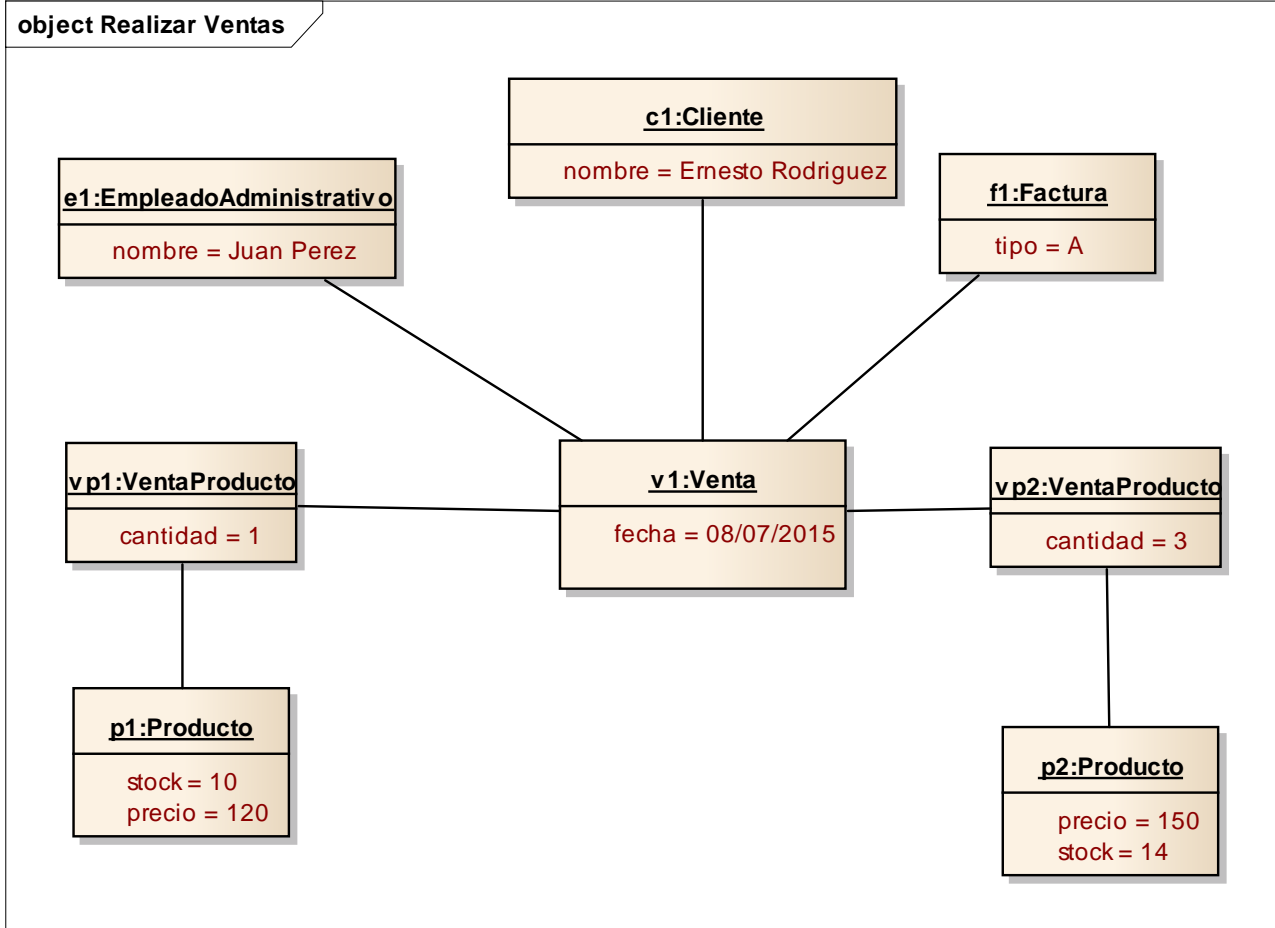 object Realizar Ventas
c1:Cliente
nombre = Ernesto Rodriguez
e1:EmpleadoAdministrativo
nombre = Juan Perez
f1:Factura
tipo = A
vp1:VentaProducto
cantidad = 1
v1:Venta
fecha = 08/07/2015
vp2:VentaProducto
cantidad = 3
p1:Producto
stock = 10
precio = 120
p2:Producto
precio = 150
stock = 14